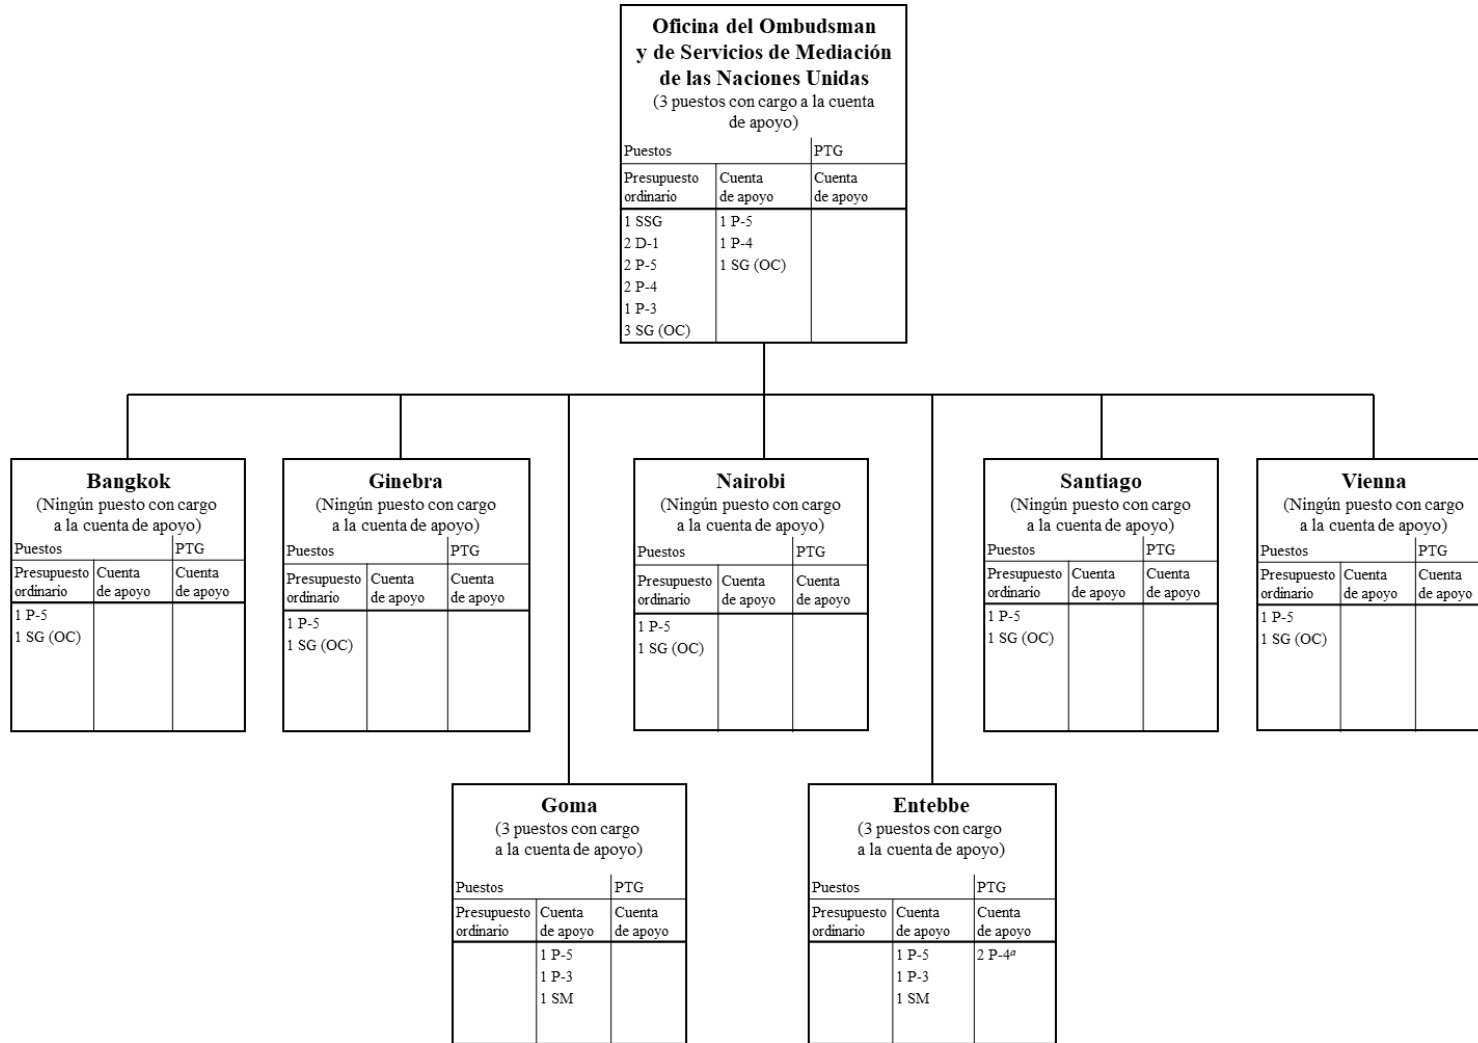 Oficina del Ombudsman
y de Servicios de Mediación
de las Naciones Unidas
(3 puestos con cargo a la cuenta
de apoyo)
Puestos PTG
Presupuesto ordinario Cuenta de apoyo Cuenta de apoyo
1 SSG 1 P-5
2 D-1 1 P-4
2 P-5 1 SG (OC)
2 P-4
1 P-3
3 SG (OC)
Bangkok
(Ningún puesto con cargo
a la cuenta de apoyo)
Puestos PTG
Presupuesto ordinario Cuenta de apoyo Cuenta de apoyo
1 P-5
1 SG (OC)
Ginebra
(Ningún puesto con cargo
a la cuenta de apoyo)
Puestos PTG
Presupuesto ordinario Cuenta de apoyo Cuenta de apoyo
1 P-5
1 SG (OC)
Nairobi
(Ningún puesto con cargo
a la cuenta de apoyo)
Puestos PTG
Presupuesto ordinario Cuenta de apoyo Cuenta de apoyo
1 P-5
1 SG (OC)
Santiago
(Ningún puesto con cargo
a la cuenta de apoyo)
Puestos PTG
Presupuesto ordinario Cuenta de apoyo Cuenta de apoyo
1 P-5
1 SG (OC)
Vienna
(Ningún puesto con cargo
a la cuenta de apoyo)
Puestos PTG
Presupuesto ordinario Cuenta de apoyo Cuenta de apoyo
1 P-5
1 SG (OC)
Goma
(3 puestos con cargo
a la cuenta de apoyo)
Puestos PTG
Presupuesto ordinario Cuenta de apoyo Cuenta de apoyo
1 P-5
1 P-3
1 SM
Entebbe
(3 puestos con cargo
a la cuenta de apoyo)
Puestos PTG
Presupuesto ordinario Cuenta de apoyo Cuenta de apoyo
1 P-5 2 P-4ª
1 P-3
1 SM